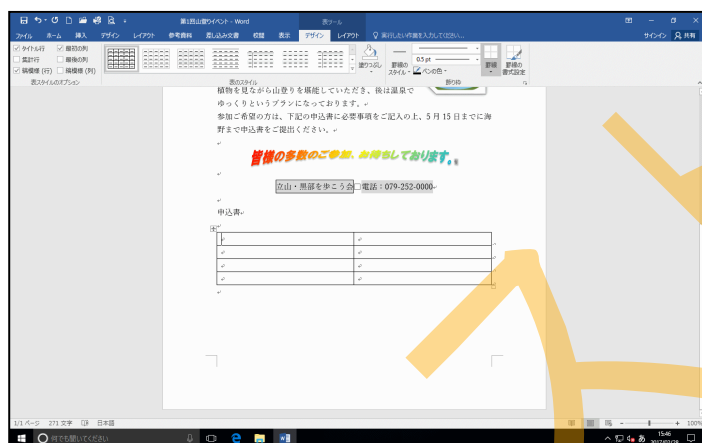 第1回山登りイベント - Word
表ツール
ファイル ホーム 挿入 デザイン レイアウト 参考資料 差し込み文書 校閲 表示 デザイン レイアウト 実行したい作業を入力してください... サインイン 共有
タイトル行 最初の列
集計行 最後の列
縞模様 (行) 縞模様 (列)
表スタイルのオプション
表のスタイル
塗りつぶし
罫線の
スタイル
0.5 pt
ペンの色
罫線
罫線の
書式設定
飾り枠
植物を見ながら山登りを堪能していただき、後は温泉で
ゆっくりというプランになっております。
参加ご希望の方は、下記の申込書に必要事項をご記入の上、5 月 15 日までに海
野まで申込書をご提出ください。
皆様の多数のご参加、お待ちしております。
立山・黒部を歩こう会□電話：079-252-0000
申込書
1/1 ページ 271 文字 日本語
100%
何でも聞いてください
あ
15:46
2017/02/28